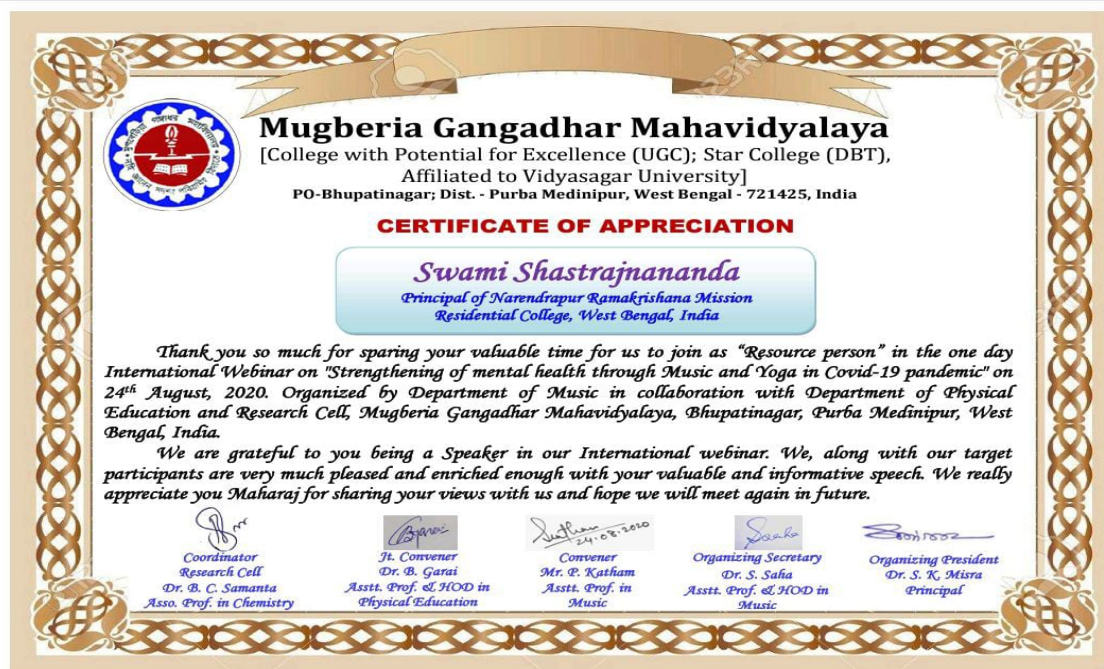 Mugberia Gangadhar Mahavidyalaya
[College with Potential for Excellence (UGC); Star College (DBT),
Affiliated to Vidyasagar University]
PO-Bhupatinagar; Dist. - Purba Medinipur, West Bengal - 721425, India
CERTIFICATE OF APPRECIATION
Swami Shastrajnananda
Principal of Narendrapur Ramakrishana Mission
Residential College, West Bengal, India
Thank you so much for sparing your valuable time for us to join as “Resource person” in the one day
International Webinar on "Strengthening of mental health through Music and Yoga in Covid-19 pandemic" on
24th August, 2020. Organized by Department of Music in collaboration with Department of Physical
Education and Research Cell, Mugberia Gangadhar Mahavidyalaya, Bhupatinagar, Purba Medinipur, West
Bengal, India.
We are grateful to you being a Speaker in our International webinar. We, along with our target
participants are very much pleased and enriched enough with your valuable and informative speech. We really
appreciate you Maharaj for sharing your views with us and hope we will meet again in future.
24.08.2020
Coordinator
Research Cell
Dr. B. C. Samanta
Asso. Prof. in Chemistry
Jt. Convener
Dr. B. Garai
Asstt. Prof. & HOD in
Physical Education
Convener
Mr. P. Katham
Asstt. Prof. in
Music
Organizing Secretary
Dr. S. Saha
Asstt. Prof. & HOD in
Music
Organizing President
Dr. S. K. Misra
Principal